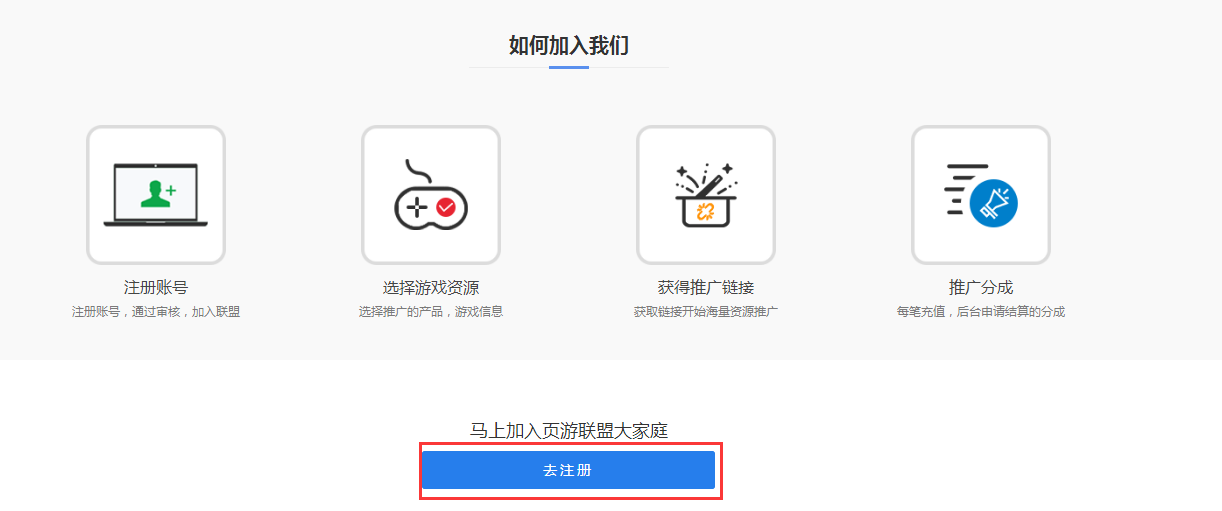 如何加入我们
注册账号
选择游戏资源
获得推广链接
推广分成
注册账号，通过审核，加入联盟
选择推广的产品，游戏信息
获取链接开始海量资源推广
每笔充值，后台申请结算的分成
马上加入页游联盟大家庭
去注册